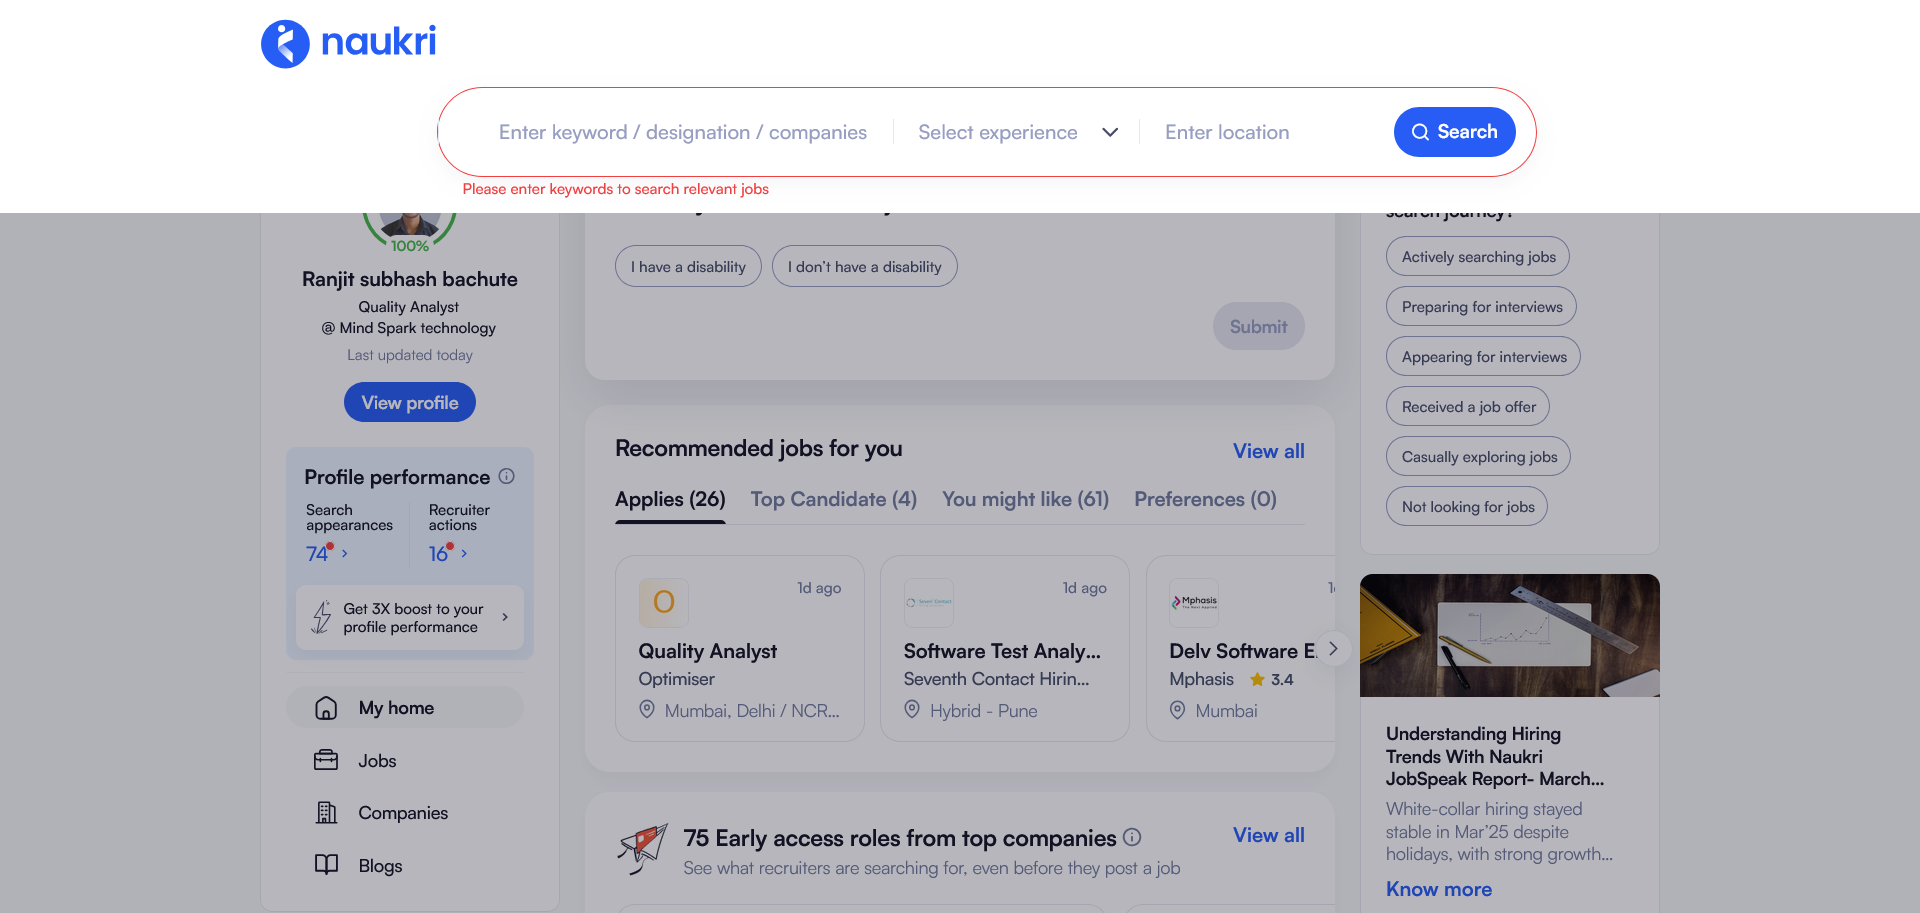 naukri
Enter keyword / designation / companies
Select experience
Enter location
Search
Please enter keywords to search relevant jobs
100%
Ranjit subhash bachute
Quality Analyst
@ Mind Spark technology
Last updated today
View profile
Profile performance
Search appearances
74
Recruiter actions
16
Get 3X boost to your
profile performance
My home
Jobs
Companies
Blogs
I have a disability
I don't have a disability
Submit
Recommended jobs for you
View all
Applies (26)
Top Candidate (4)
You might like (61)
Preferences (0)
O
1d ago
Quality Analyst
Optimiser
Mumbai, Delhi / NCR...
1d ago
Software Test Analy...
Seventh Contact Hirin...
Hybrid - Pune
Mphasis
The Next Applied
Delv Software E
Mphasis
3.4
Mumbai
75 Early access roles from top companies
View all
See what recruiters are searching for, even before they post a job
search journey?
Actively searching jobs
Preparing for interviews
Appearing for interviews
Received a job offer
Casually exploring jobs
Not looking for jobs
Understanding Hiring
Trends With Naukri
JobSpeak Report- March...
White-collar hiring stayed
stable in Mar'25 despite
holidays, with strong growth...
Know more